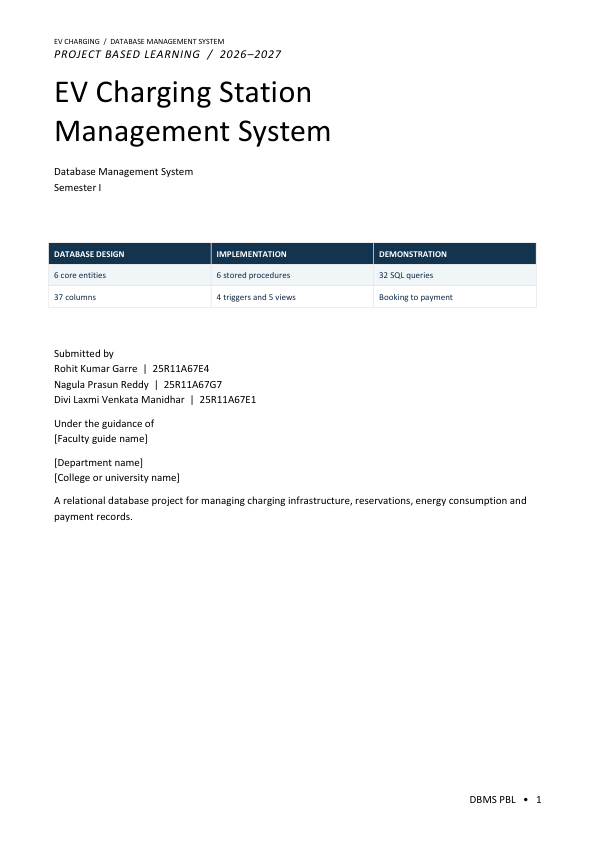 EV CHARGING / DATABASE MANAGEMENT SYSTEM
PROJECT BASED LEARNING / 2026–2027
EV Charging Station
Management System
Database Management System
Semester I
DATABASE DESIGN IMPLEMENTATION DEMONSTRATION
6 core entities 6 stored procedures 32 SQL queries
37 columns 4 triggers and 5 views Booking to payment
Submitted by
Rohit Kumar Garre | 25R11A67E4
Nagula Prasun Reddy | 25R11A67G7
Divi Laxmi Venkata Manidhar | 25R11A67E1
Under the guidance of
[Faculty guide name]
[Department name]
[College or university name]
A relational database project for managing charging infrastructure, reservations, energy consumption and
payment records.
DBMS PBL • 1